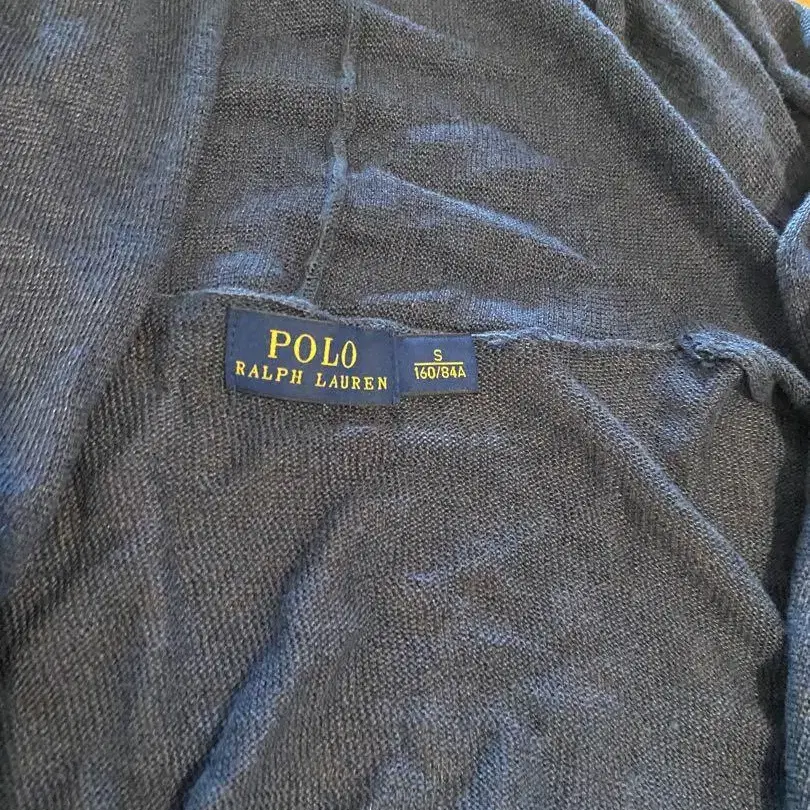 POLO
RALPH LAUREN
S
160/84A